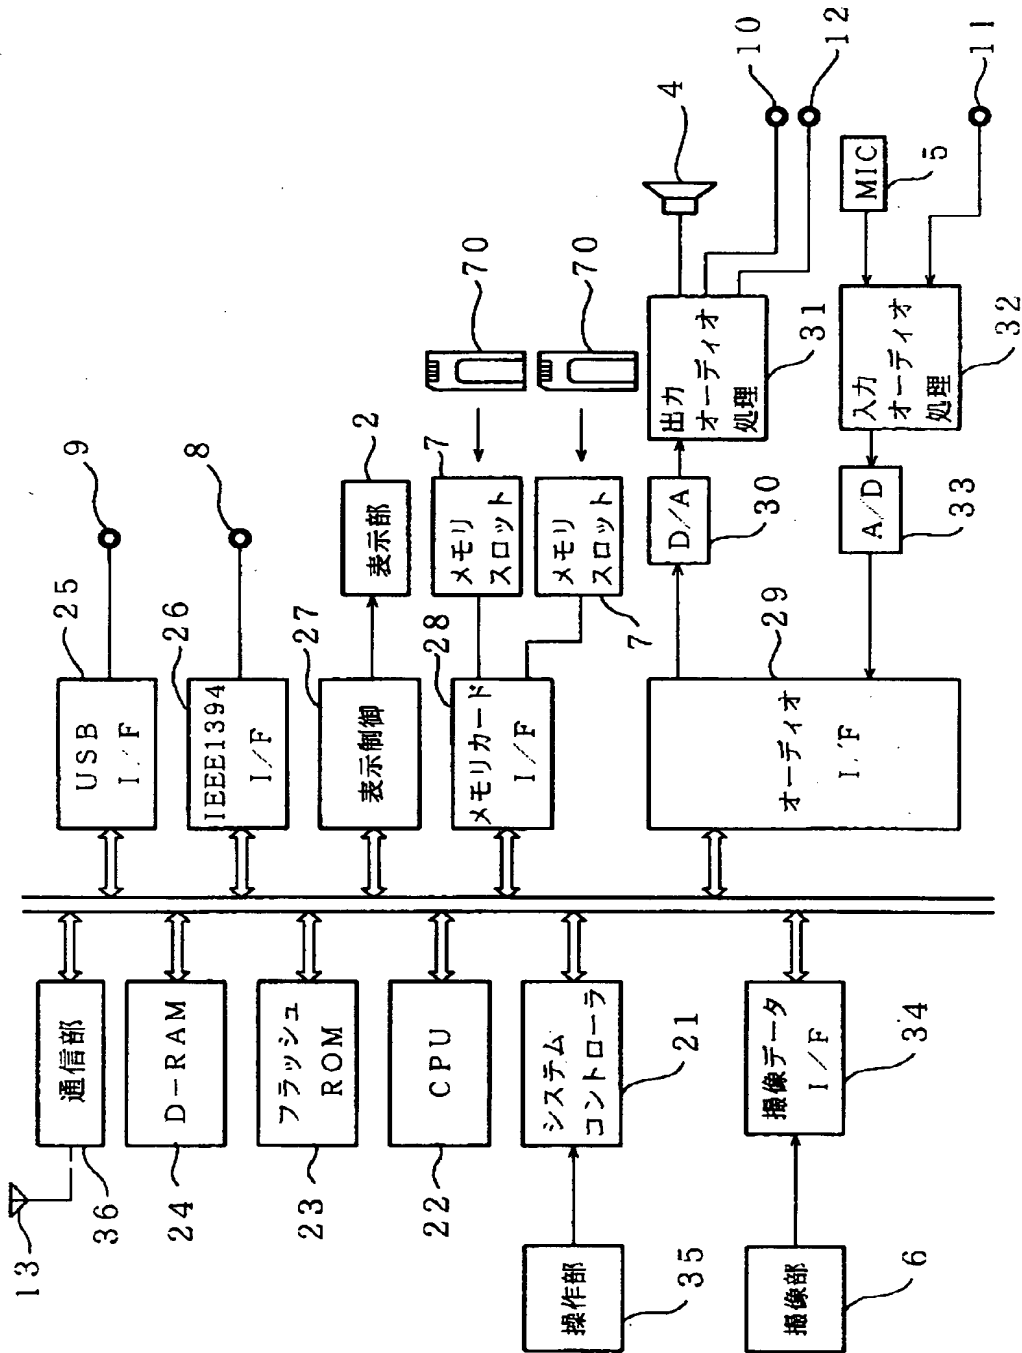 13
通信部
36
D-RAM
24
フラッシュ
ROM
23
CPU
22
システム
コントローラ
21
操作部
35
撮像データ
I/F
34
撮像部
6
USB
I/F
25
9
IEEE1394
I/F
26
8
表示制御
27
表示部
2
メモリカード
I/F
28
メモリ
スロット
7
70
メモリ
スロット
7
70
オーディオ
I/F
29
D/A
30
出力
オーディオ
処理
31
4
10
12
A/D
33
入力
オーディオ
処理
32
MIC
5
11